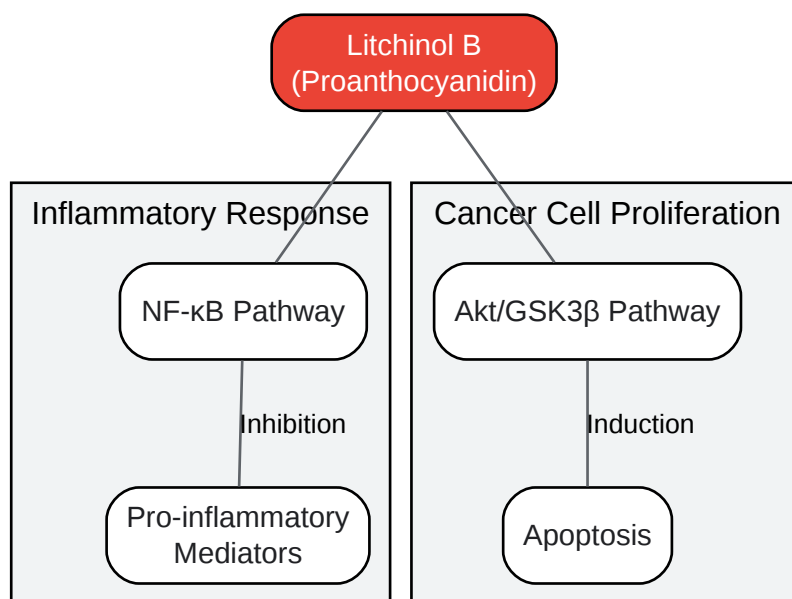 Litchinol B
(Proanthocyanidin)
Inflammatory Response
Cancer Cell Proliferation
NF-κB Pathway
Akt/GSK3β Pathway
Inhibition
Induction
Pro-inflammatory
Mediators
Apoptosis